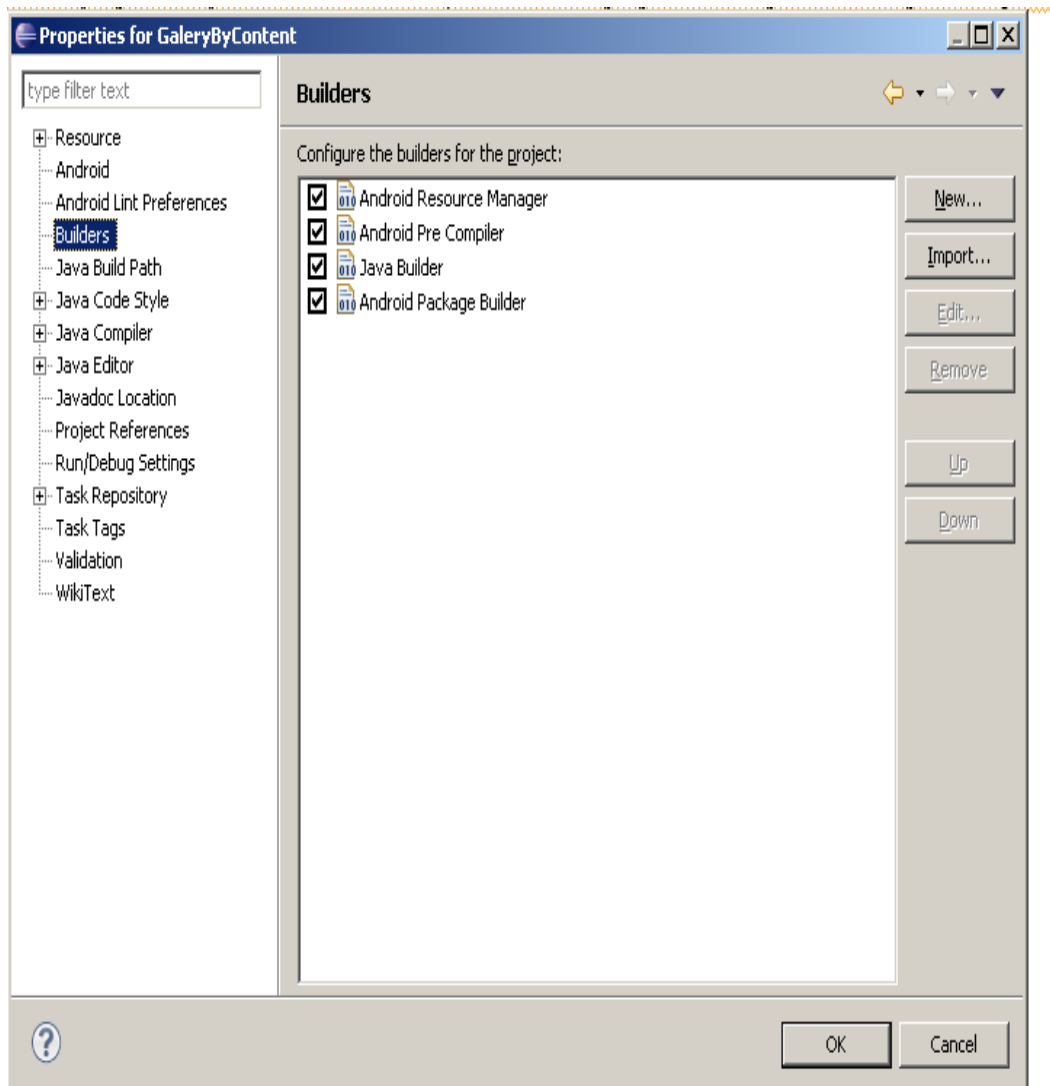 Properties for GaleryByContent
type filter text
Resource
Android
Android Lint Preferences
Builders
Java Build Path
Java Code Style
Java Compiler
Java Editor
Javadoc Location
Project References
Run/Debug Settings
Task Repository
Task Tags
Validation
WikiText
Builders
Configure the builders for the project:
Android Resource Manager
Android Pre Compiler
Java Builder
Android Package Builder
New...
Import...
Edit...
Remove
Up
Down
OK
Cancel